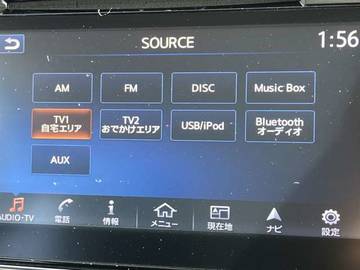 SOURCE
1:56
AM
FM
DISC
Music Box
TV1
自宅エリア
TV2
おでかけエリア
USB/iPod
Bluetooth
オーディオ
AUX
AUDIO·TV
電話
情報
メニュー
現在地
ナビ
設定